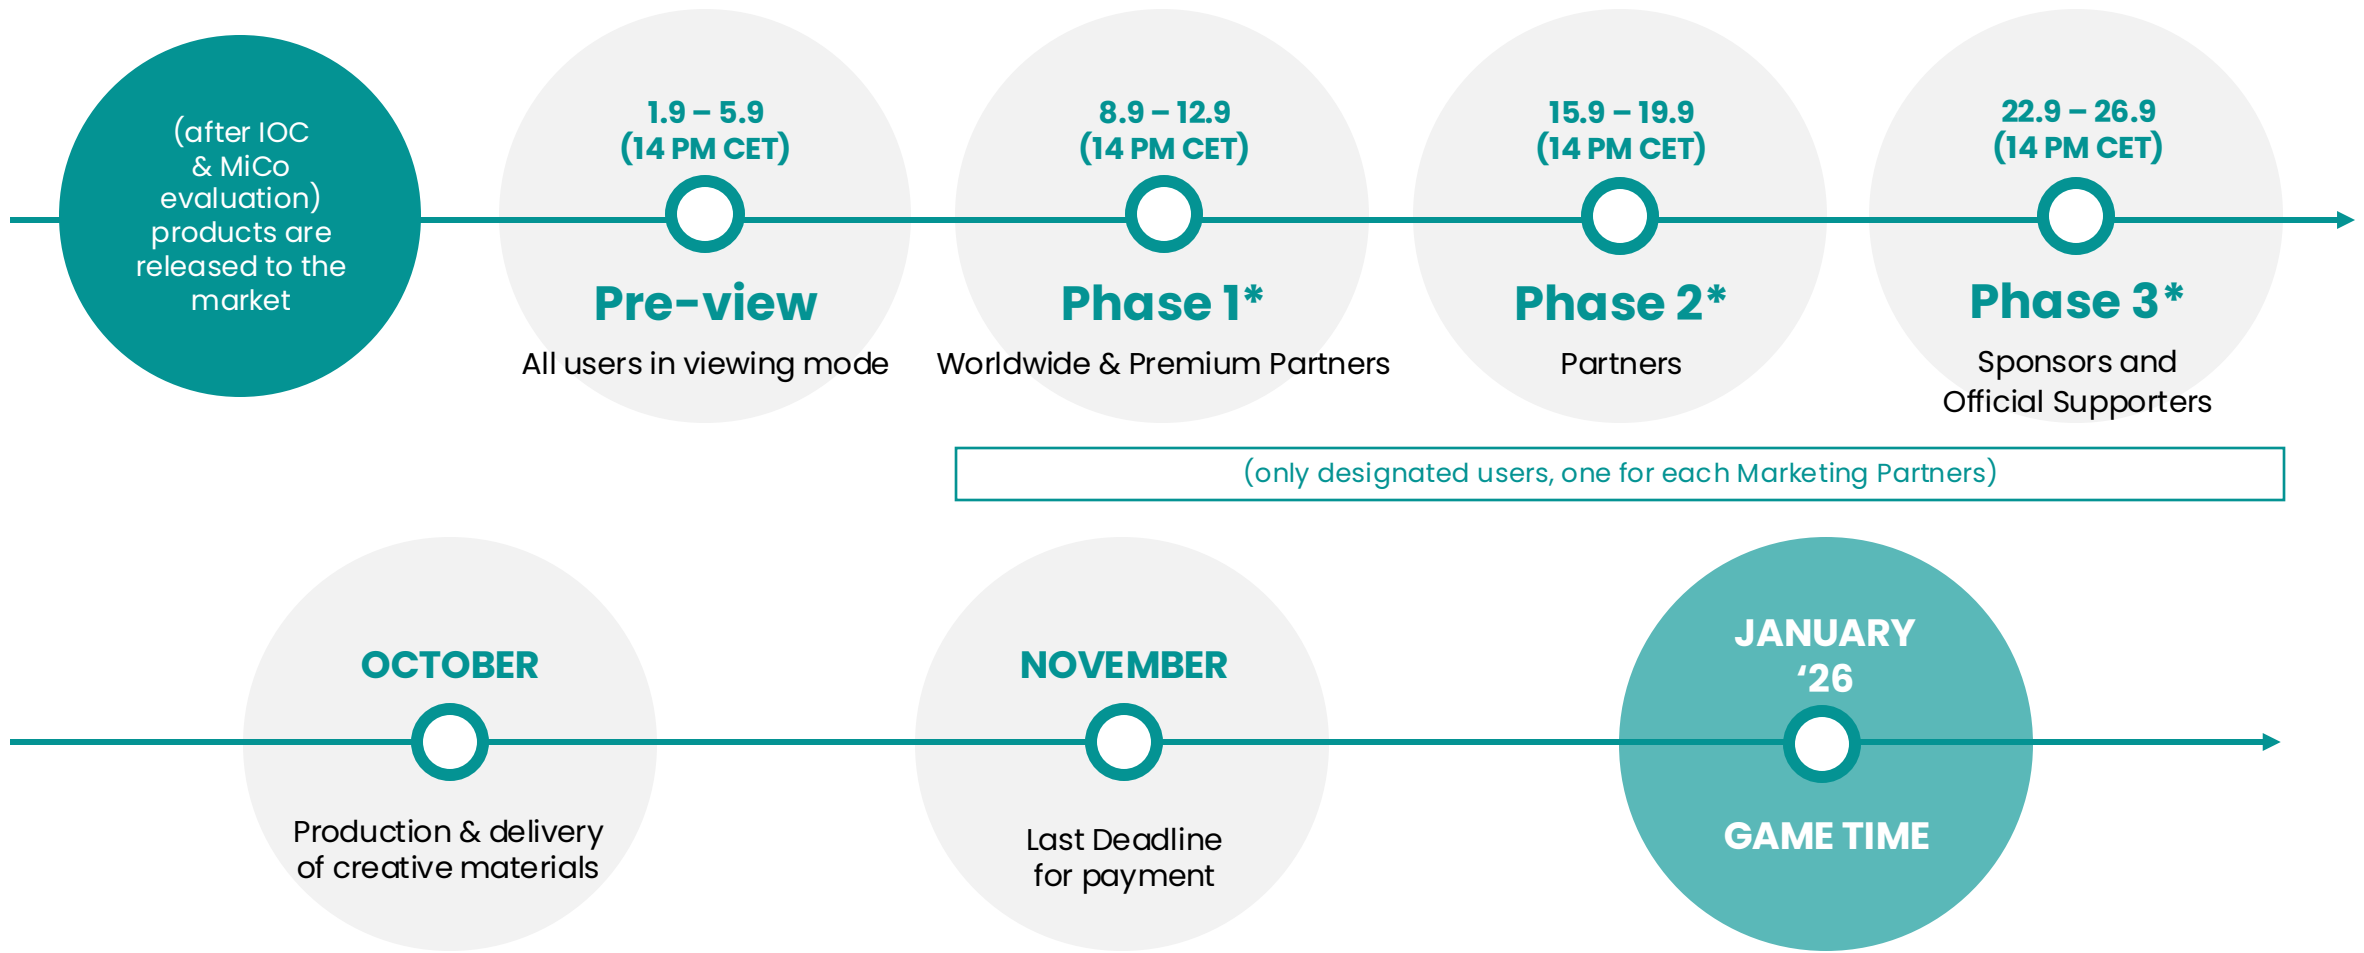 (after IOC
& MiCo
evaluation)
products are
released to the
market
1.9 – 5.9
(14 PM CET)
Pre-view
All users in viewing mode
8.9 – 12.9
(14 PM CET)
Phase 1*
Worldwide & Premium Partners
15.9 – 19.9
(14 PM CET)
Phase 2*
Partners
22.9 – 26.9
(14 PM CET)
Phase 3*
Sponsors and
Official Supporters
(only designated users, one for each Marketing Partners)
OCTOBER
Production & delivery
of creative materials
NOVEMBER
Last Deadline
for payment
JANUARY
‘26
GAME TIME